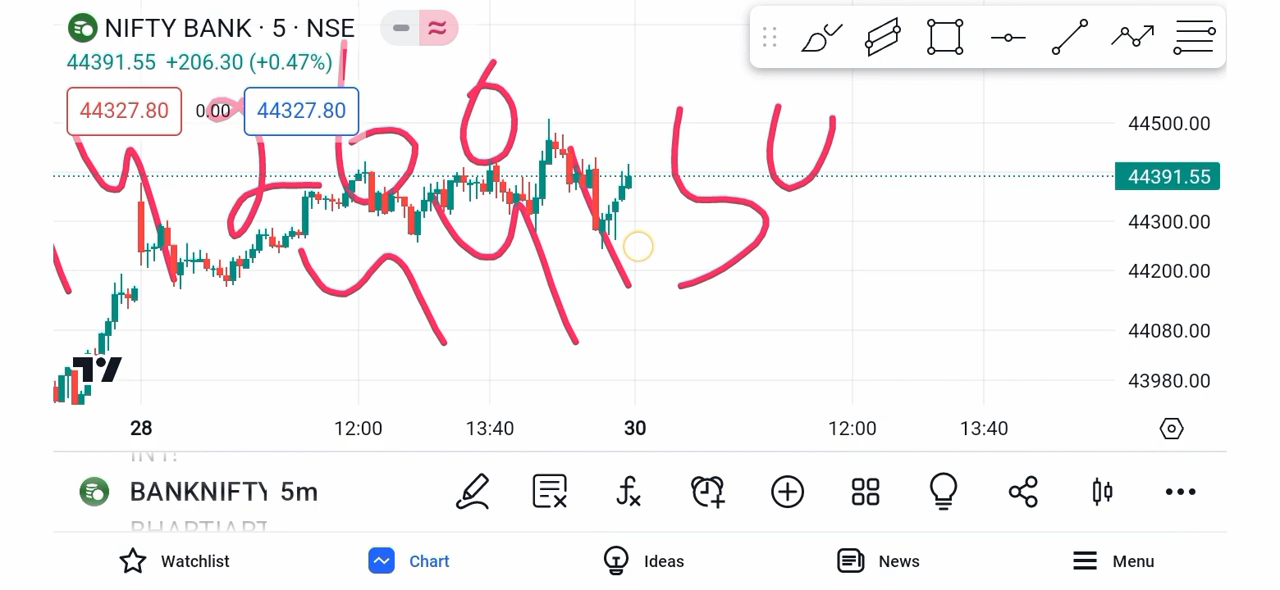 NIFTY BANK · 5 · NSE
44391.55 +206.30 (+0.47%)
44327.80 0.00 44327.80
44500.00
44391.55
44300.00
44200.00
44080.00
43980.00
28 12:00 13:40 30 12:00 13:40
BANKNIFTY 5m
Watchlist Chart Ideas News Menu